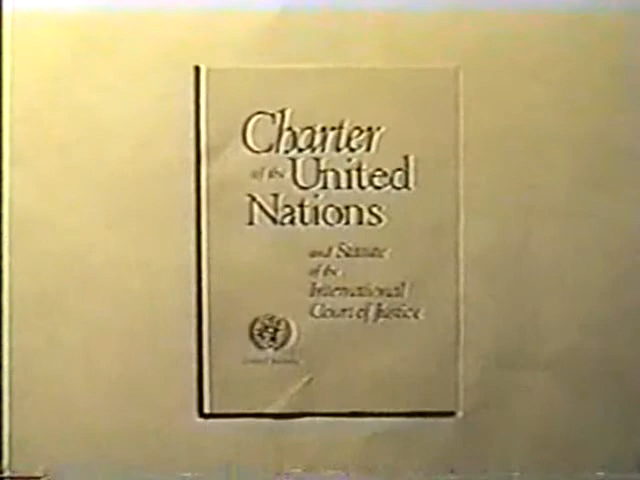 Charter
of the United
Nations
and Statute
of the
International
Court of Justice